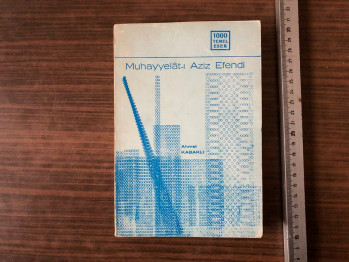 1000
TEMEL
ESER
Muhayyelât-ı Aziz Efendi
Ahmet
KABAKLI